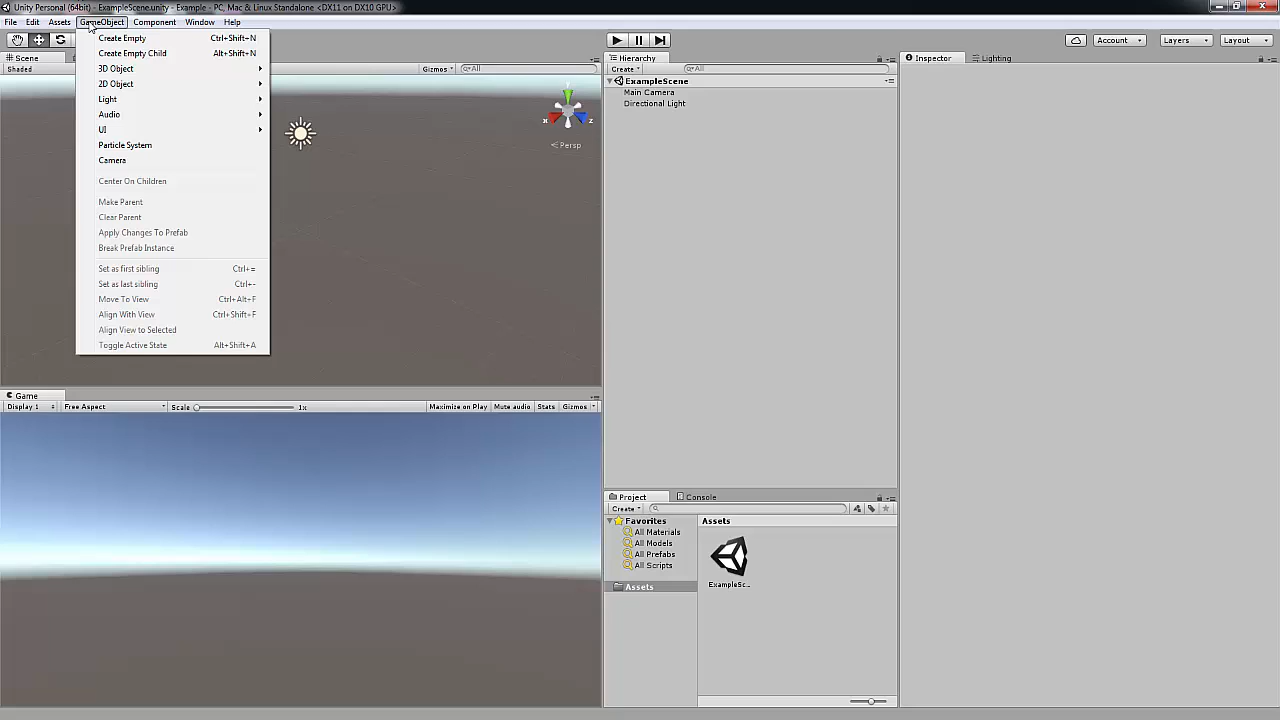 Unity Personal (64bit) - ExampleScene.unity - Example - PC, Mac & Linux Standalone <DX11 on DX10 GPU>
File Edit Assets GameObject Component Window Help
Account Layers Layout
Scene
Shaded
Gizmos All
X Z
< Persp
Create Empty Ctrl+Shift+N
Create Empty Child Alt+Shift+N
3D Object
2D Object
Light
Audio
UI
Particle System
Camera
Center On Children
Make Parent
Clear Parent
Apply Changes To Prefab
Break Prefab Instance
Set as first sibling Ctrl+=
Set as last sibling Ctrl+-
Move To View Ctrl+Alt+F
Align With View Ctrl+Shift+F
Align View to Selected
Toggle Active State Alt+Shift+A
Game
Display 1 Free Aspect Scale 1x Maximize on Play Mute audio Stats Gizmos
Hierarchy
Create All
ExampleScene
Main Camera
Directional Light
Project Console
Create
Favorites
All Materials
All Models
All Prefabs
All Scripts
Assets
Assets
ExampleSc...
Inspector Lighting